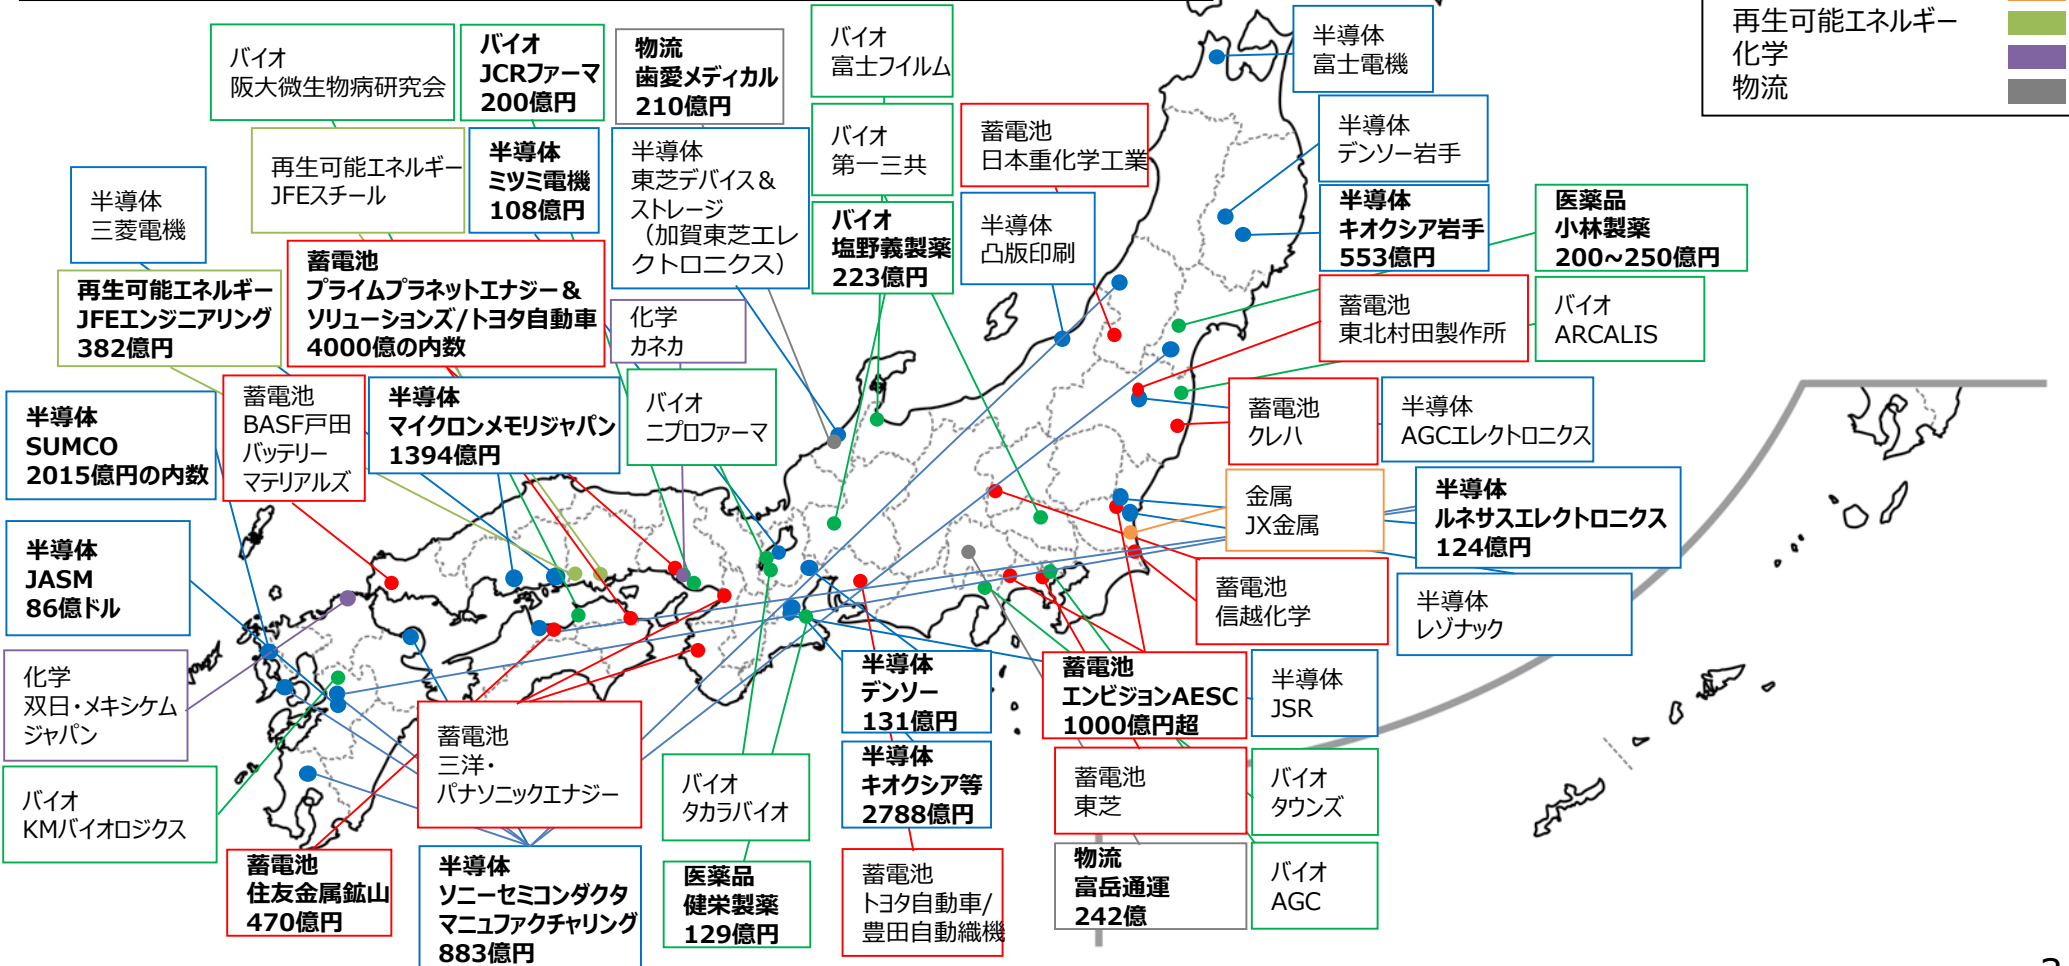 再生可能エネルギー
化学
物流
バイオ
阪大微生物病研究会
バイオ
JCRファーマ
200億円
物流
歯愛メディカル
210億円
バイオ
富士フイルム
半導体
富士電機
再生可能エネルギー
JFEスチール
半導体
ミツミ電機
108億円
半導体
東芝デバイス＆
ストレージ
（加賀東芝エレ
クトロニクス）
バイオ
第一三共
蓄電池
日本重化学工業
半導体
デンソー岩手
半導体
三菱電機
バイオ
塩野義製薬
223億円
半導体
凸版印刷
半導体
キオクシア岩手
553億円
医薬品
小林製薬
200~250億円
再生可能エネルギー
JFEエンジニアリング
382億円
蓄電池
プライムプラネットエナジー＆
ソリューションズ/トヨタ自動車
4000億の内数
化学
カネカ
蓄電池
東北村田製作所
バイオ
ARCALIS
半導体
SUMCO
2015億円の内数
蓄電池
BASF戸田
バッテリー
マテリアルズ
半導体
マイクロンメモリジャパン
1394億円
バイオ
ニプロファーマ
蓄電池
クレハ
半導体
AGCエレクトロニクス
金属
JX金属
半導体
ルネサスエレクトロニクス
124億円
半導体
JASM
86億ドル
蓄電池
信越化学
半導体
レゾナック
化学
双日・メキシケム
ジャパン
蓄電池
三洋・
パナソニックエナジー
半導体
デンソー
131億円
蓄電池
エンビジョンAESC
1000億円超
半導体
JSR
バイオ
KMバイオロジクス
バイオ
タカラバイオ
半導体
キオクシア等
2788億円
蓄電池
東芝
バイオ
タウンズ
蓄電池
住友金属鉱山
470億円
半導体
ソニーセミコンダクタ
マニュファクチャリング
883億円
医薬品
健栄製薬
129億円
蓄電池
トヨタ自動車/
豊田自動織機
物流
富岳通運
242億
バイオ
AGC